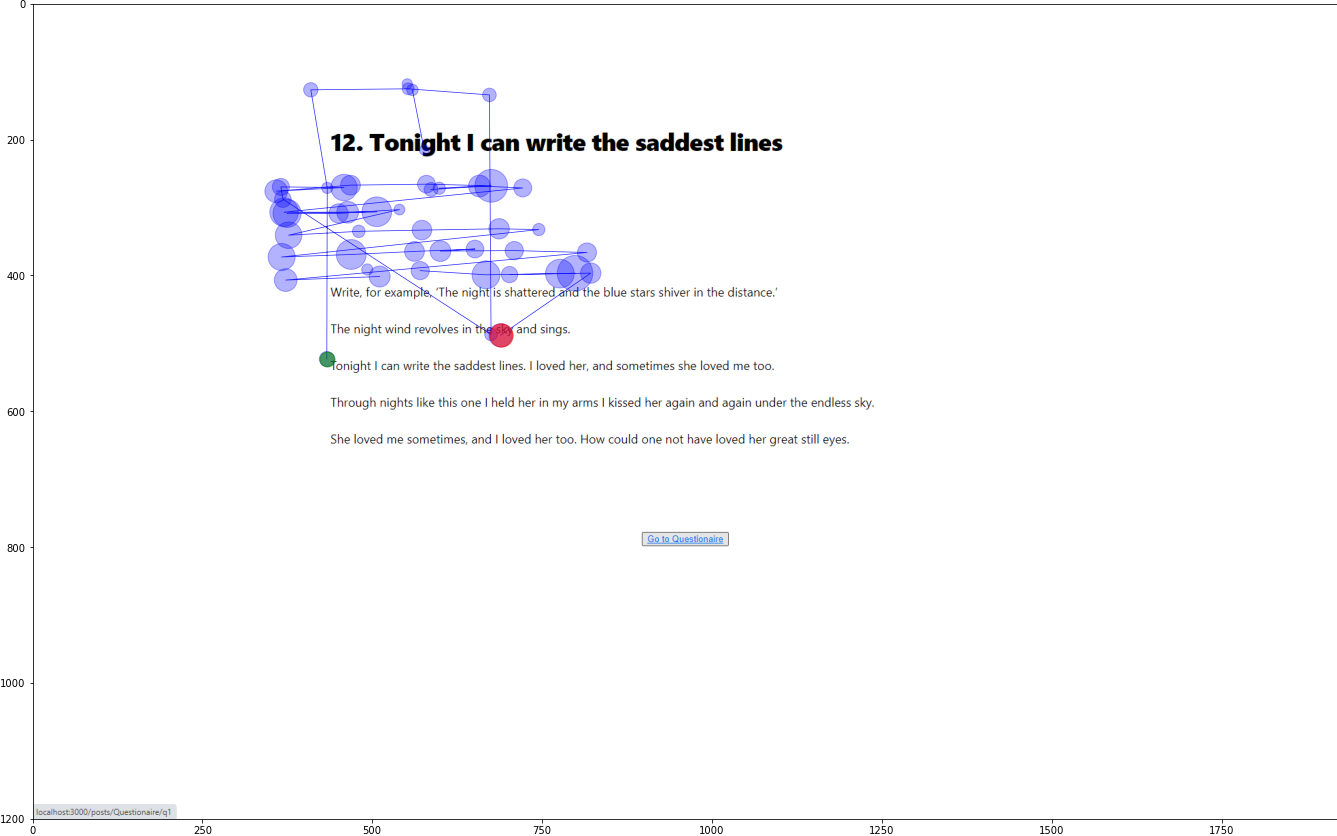 0
200
12. Tonight I can write the saddest lines
400
Write, for example, 'The night is shattered and the blue stars shiver in the distance.'
The night wind revolves in the sky and sings.
Tonight I can write the saddest lines. I loved her, and sometimes she loved me too.
600
Through nights like this one I held her in my arms I kissed her again and again under the endless sky.
She loved me sometimes, and I loved her too. How could one not have loved her great still eyes.
Go to Questionaire
800
1000
localhost:3000/posts/Questionaire/q1
1200
0 250 500 750 1000 1250 1500 1750